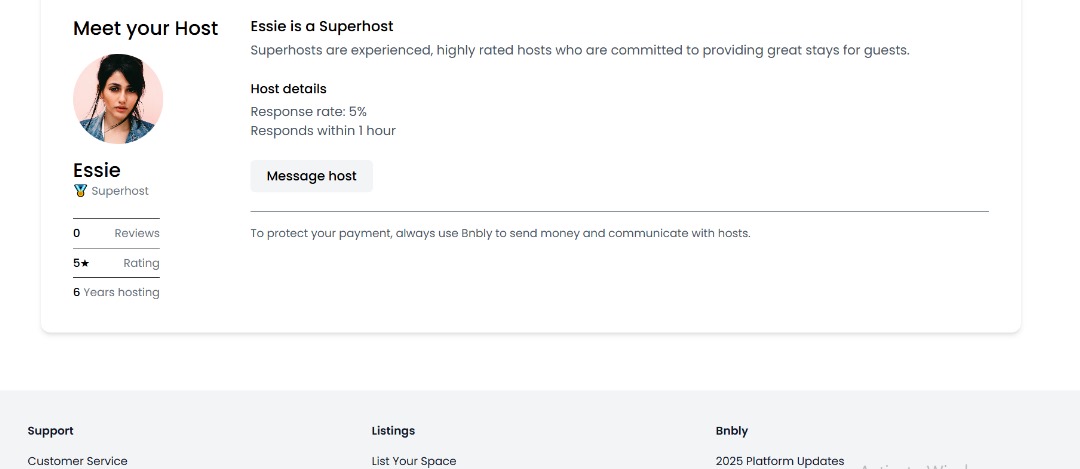 Meet your Host
Essie
Superhost
0 Reviews
5★ Rating
6 Years hosting
Essie is a Superhost
Superhosts are experienced, highly rated hosts who are committed to providing great stays for guests.
Host details
Response rate: 5%
Responds within 1 hour
Message host
To protect your payment, always use Bnbly to send money and communicate with hosts.
Support
Customer Service
Listings
List Your Space
Bnbly
2025 Platform Updates